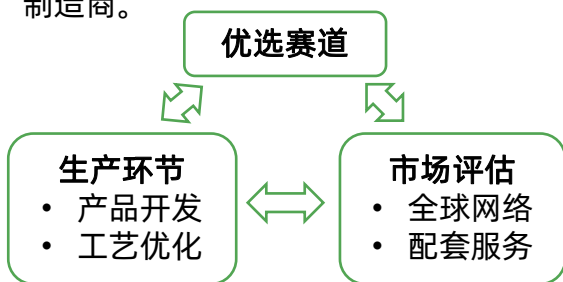 制造商。
优选赛道
生产环节
• 产品开发
• 工艺优化
市场评估
• 全球网络
• 配套服务